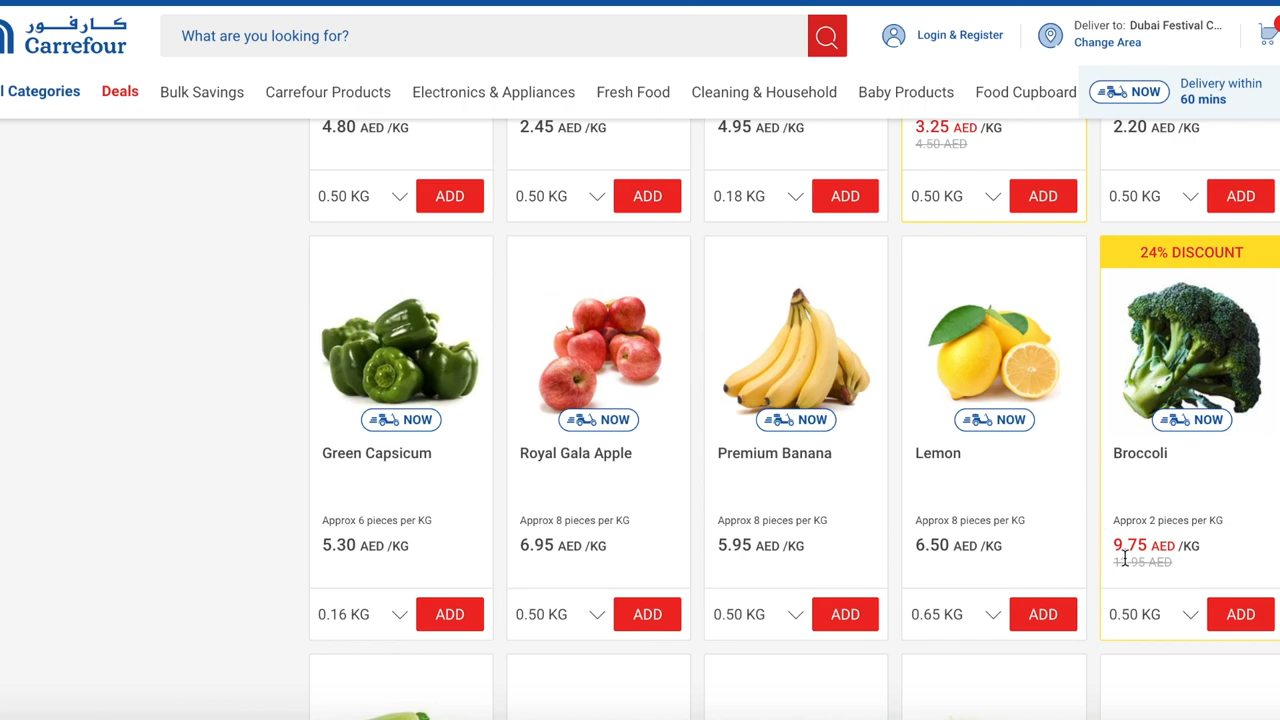 كارفور
Carrefour
What are you looking for?
Login & Register
Deliver to: Dubai Festival C...
Change Area
l Categories
Deals
Bulk Savings
Carrefour Products
Electronics & Appliances
Fresh Food
Cleaning & Household
Baby Products
Food Cupboard
NOW
Delivery within
60 mins
4.80 AED /KG
2.45 AED /KG
4.95 AED /KG
3.25 AED /KG
4.50 AED
2.20 AED /KG
0.50 KG
ADD
0.50 KG
ADD
0.18 KG
ADD
0.50 KG
ADD
0.50 KG
ADD
24% DISCOUNT
NOW
NOW
NOW
NOW
NOW
Green Capsicum
Royal Gala Apple
Premium Banana
Lemon
Broccoli
Approx 6 pieces per KG
Approx 8 pieces per KG
Approx 8 pieces per KG
Approx 8 pieces per KG
Approx 2 pieces per KG
5.30 AED /KG
6.95 AED /KG
5.95 AED /KG
6.50 AED /KG
9.75 AED /KG
AED
0.16 KG
ADD
0.50 KG
ADD
0.50 KG
ADD
0.65 KG
ADD
0.50 KG
ADD